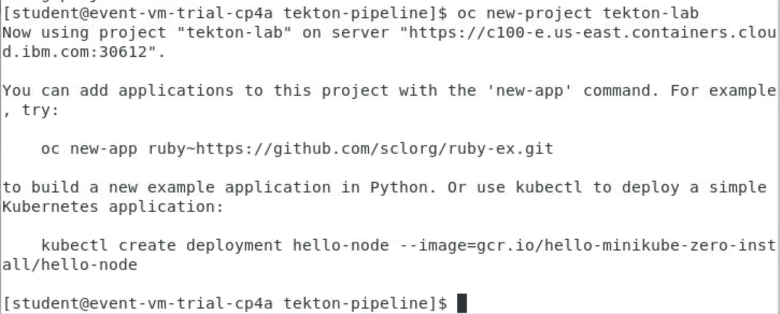 [student@event-vm-trial-cp4a tekton-pipeline]$ oc new-project tekton-lab
Now using project "tekton-lab" on server "https://c100-e.us-east.containers.clou
d.ibm.com:30612".
You can add applications to this project with the 'new-app' command. For example
, try:
oc new-app ruby~https://github.com/sclorg/ruby-ex.git
to build a new example application in Python. Or use kubectl to deploy a simple
Kubernetes application:
kubectl create deployment hello-node --image=gcr.io/hello-minikube-zero-inst
all/hello-node
[student@event-vm-trial-cp4a tekton-pipeline]$